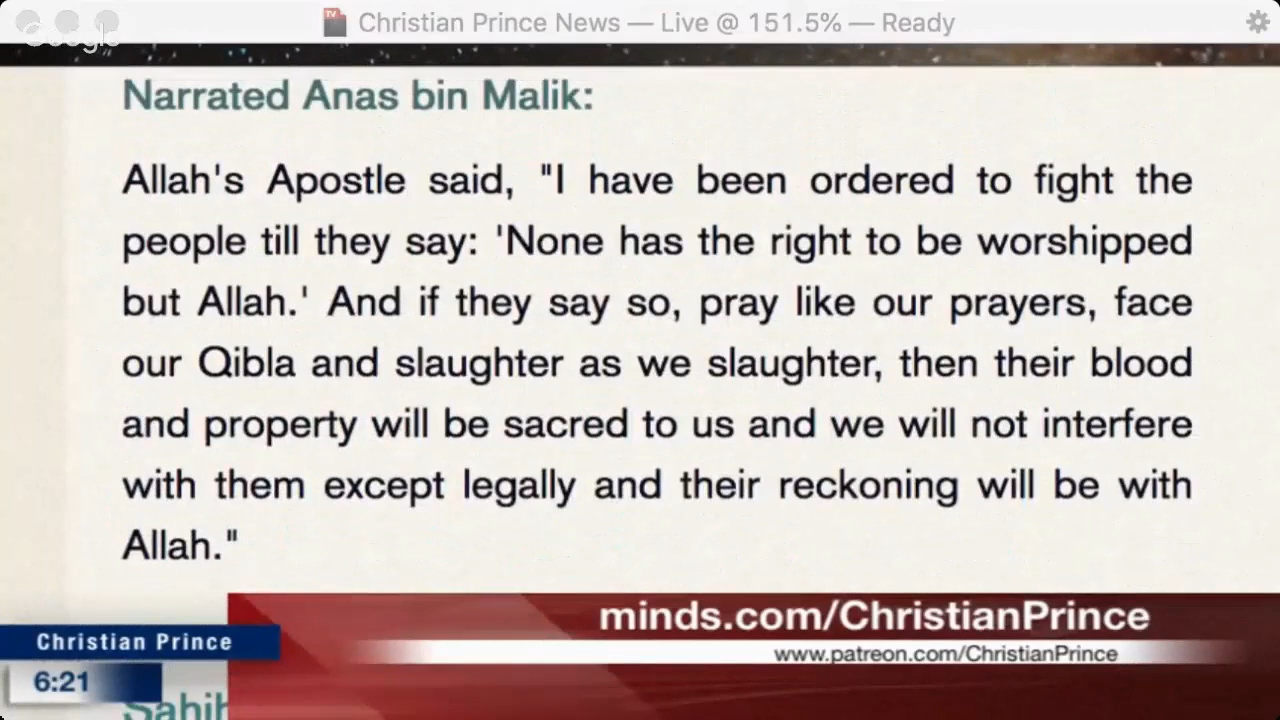 Christian Prince News — Live @ 151.5% — Ready
Google
Narrated Anas bin Malik:
Allah's Apostle said, "I have been ordered to fight the
people till they say: 'None has the right to be worshipped
but Allah.' And if they say so, pray like our prayers, face
our Qibla and slaughter as we slaughter, then their blood
and property will be sacred to us and we will not interfere
with them except legally and their reckoning will be with
Allah."
minds.com/ChristianPrince
www.patreon.com/ChristianPrince
Christian Prince
6:21
Sahih